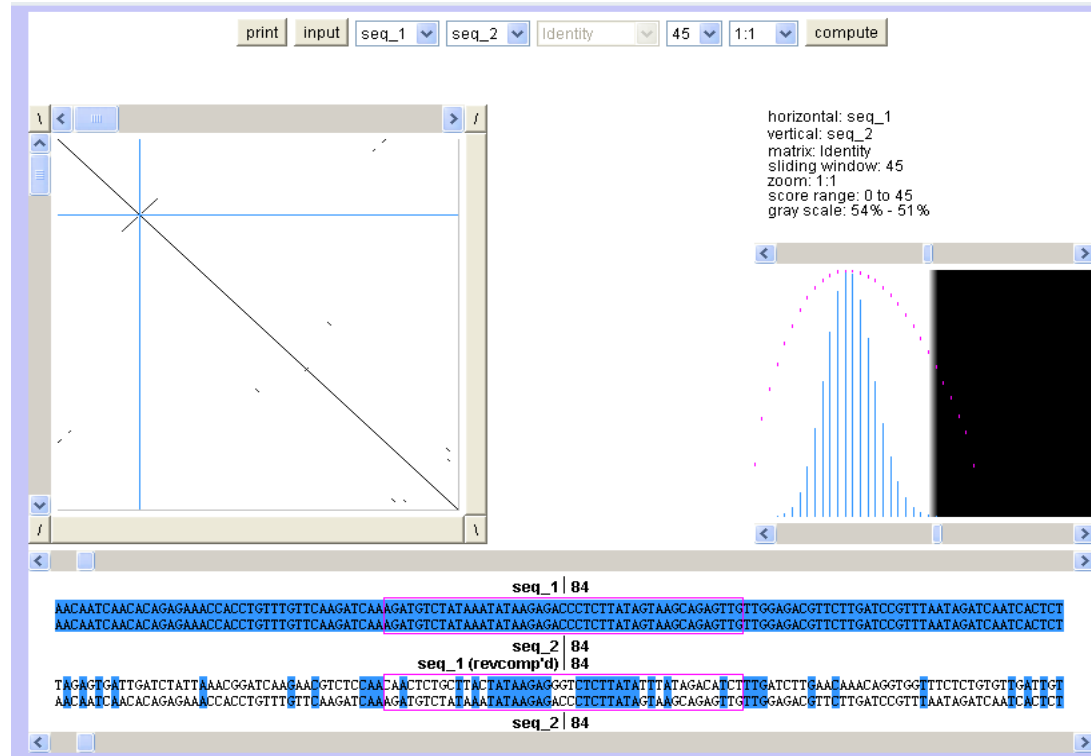 print input seq_1 seq_2 Identity 45 1:1 compute
\ /
horizontal: seq_1
vertical: seq_2
matrix: Identity
sliding window: 45
zoom: 1:1
score range: 0 to 45
gray scale: 54% - 51%
/ \
seq_1 | 84
AACAATCAACACAGAGAAACCACCTGTTTGTTCAAGATCAAAGATGTCTATAAATATAAGAGACCCTCTTATAGTAAGCAGAGTTGTTGGAGACGTTCTTGATCCGTTTAATAGATCAATCACTCT
AACAATCAACACAGAGAAACCACCTGTTTGTTCAAGATCAAAGATGTCTATAAATATAAGAGACCCTCTTATAGTAAGCAGAGTTGTTGGAGACGTTCTTGATCCGTTTAATAGATCAATCACTCT
seq_2 | 84
seq_1 (revcomp'd) | 84
TAGAGTGATTGATCTATTAAACGGATCAAGAACGTCTCCAACAACTCTGCTTACTATAAGAGGGTCTCTTATATTTATAGACATCTTTGATCTTGAACAAACAGGTGGTTTCTCTGTGTTGATTGT
AACAATCAACACAGAGAAACCACCTGTTTGTTCAAGATCAAAGATGTCTATAAATATAAGAGACCCTCTTATAGTAAGCAGAGTTGTTGGAGACGTTCTTGATCCGTTTAATAGATCAATCACTCT
seq_2 | 84